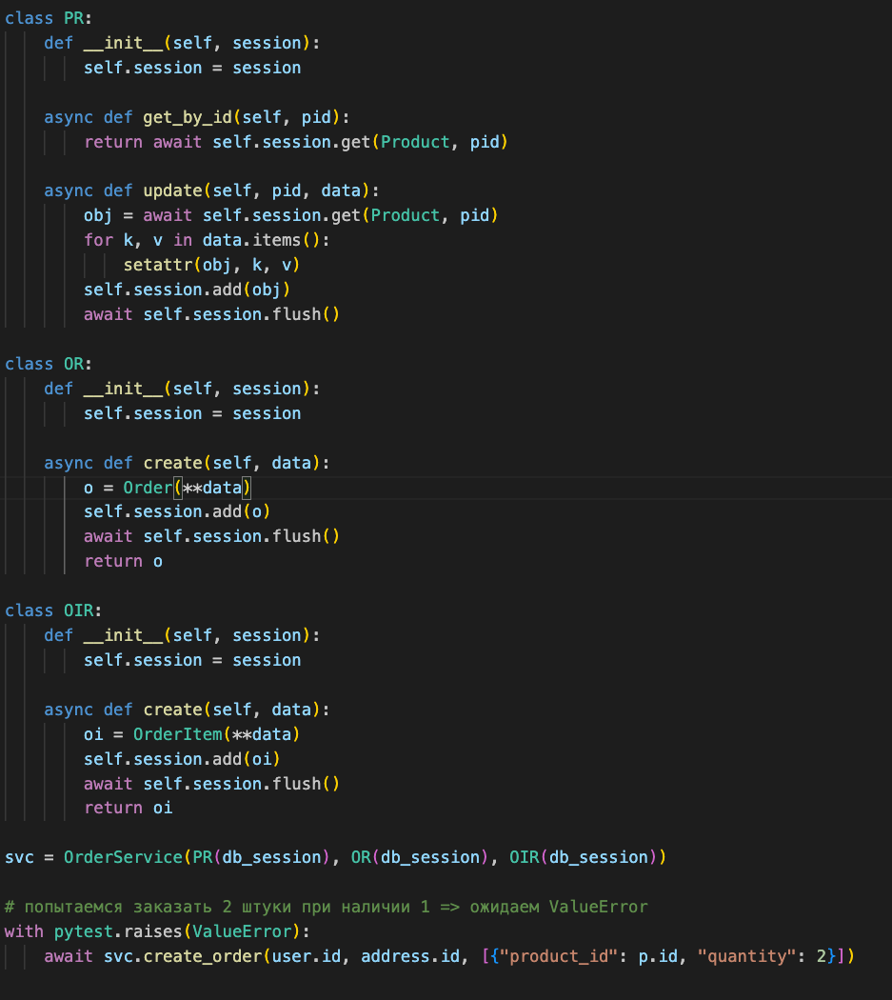 class PR:
    def __init__(self, session):
        self.session = session

    async def get_by_id(self, pid):
        return await self.session.get(Product, pid)

    async def update(self, pid, data):
        obj = await self.session.get(Product, pid)
        for k, v in data.items():
            setattr(obj, k, v)
        self.session.add(obj)
        await self.session.flush()

class OR:
    def __init__(self, session):
        self.session = session

    async def create(self, data):
        o = Order(**data)
        self.session.add(o)
        await self.session.flush()
        return o

class OIR:
    def __init__(self, session):
        self.session = session

    async def create(self, data):
        oi = OrderItem(**data)
        self.session.add(oi)
        await self.session.flush()
        return oi

svc = OrderService(PR(db_session), OR(db_session), OIR(db_session))

# попытаемся заказать 2 штуки при наличии 1 => ожидаем ValueError
with pytest.raises(ValueError):
    await svc.create_order(user.id, address.id, [{"product_id": p.id, "quantity": 2}])